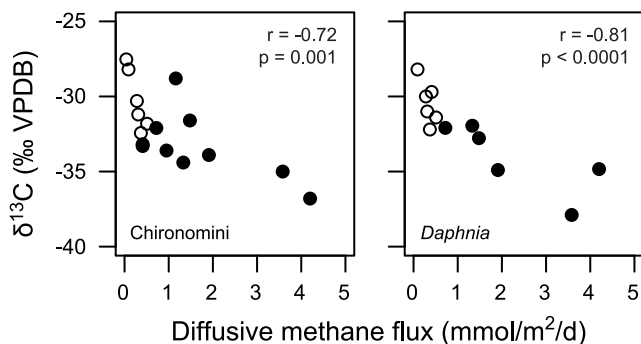 -25
-30
-35
-40
δ¹³C (‰ VPDB)
r = -0.72
p = 0.001
Chironomini
0 1 2 3 4 5
r = -0.81
p < 0.0001
Daphnia
0 1 2 3 4 5
Diffusive methane flux (mmol/m²/d)